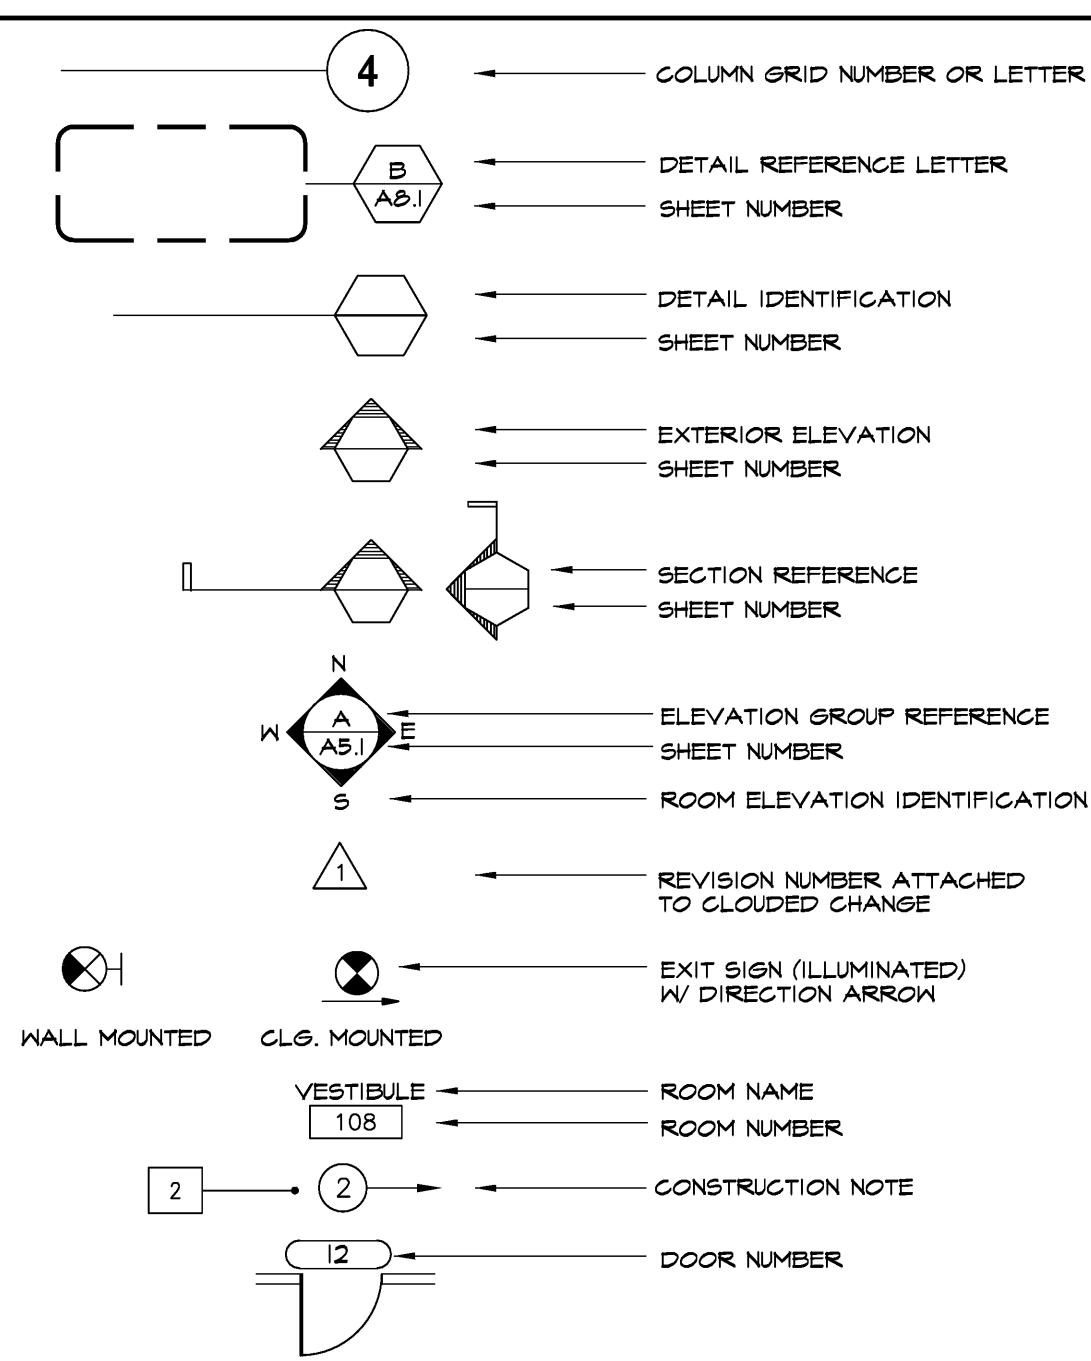 4
COLUMN GRID NUMBER OR LETTER
B
DETAIL REFERENCE LETTER
A8.1
SHEET NUMBER
DETAIL IDENTIFICATION
SHEET NUMBER
EXTERIOR ELEVATION
SHEET NUMBER
SECTION REFERENCE
SHEET NUMBER
N
A
ELEVATION GROUP REFERENCE
W
E
A5.1
SHEET NUMBER
S
ROOM ELEVATION IDENTIFICATION
1
REVISION NUMBER ATTACHED
TO CLOUDED CHANGE
EXIT SIGN (ILLUMINATED)
W/ DIRECTION ARROW
WALL MOUNTED
CLG. MOUNTED
VESTIBULE
ROOM NAME
108
ROOM NUMBER
2
2
CONSTRUCTION NOTE
12
DOOR NUMBER